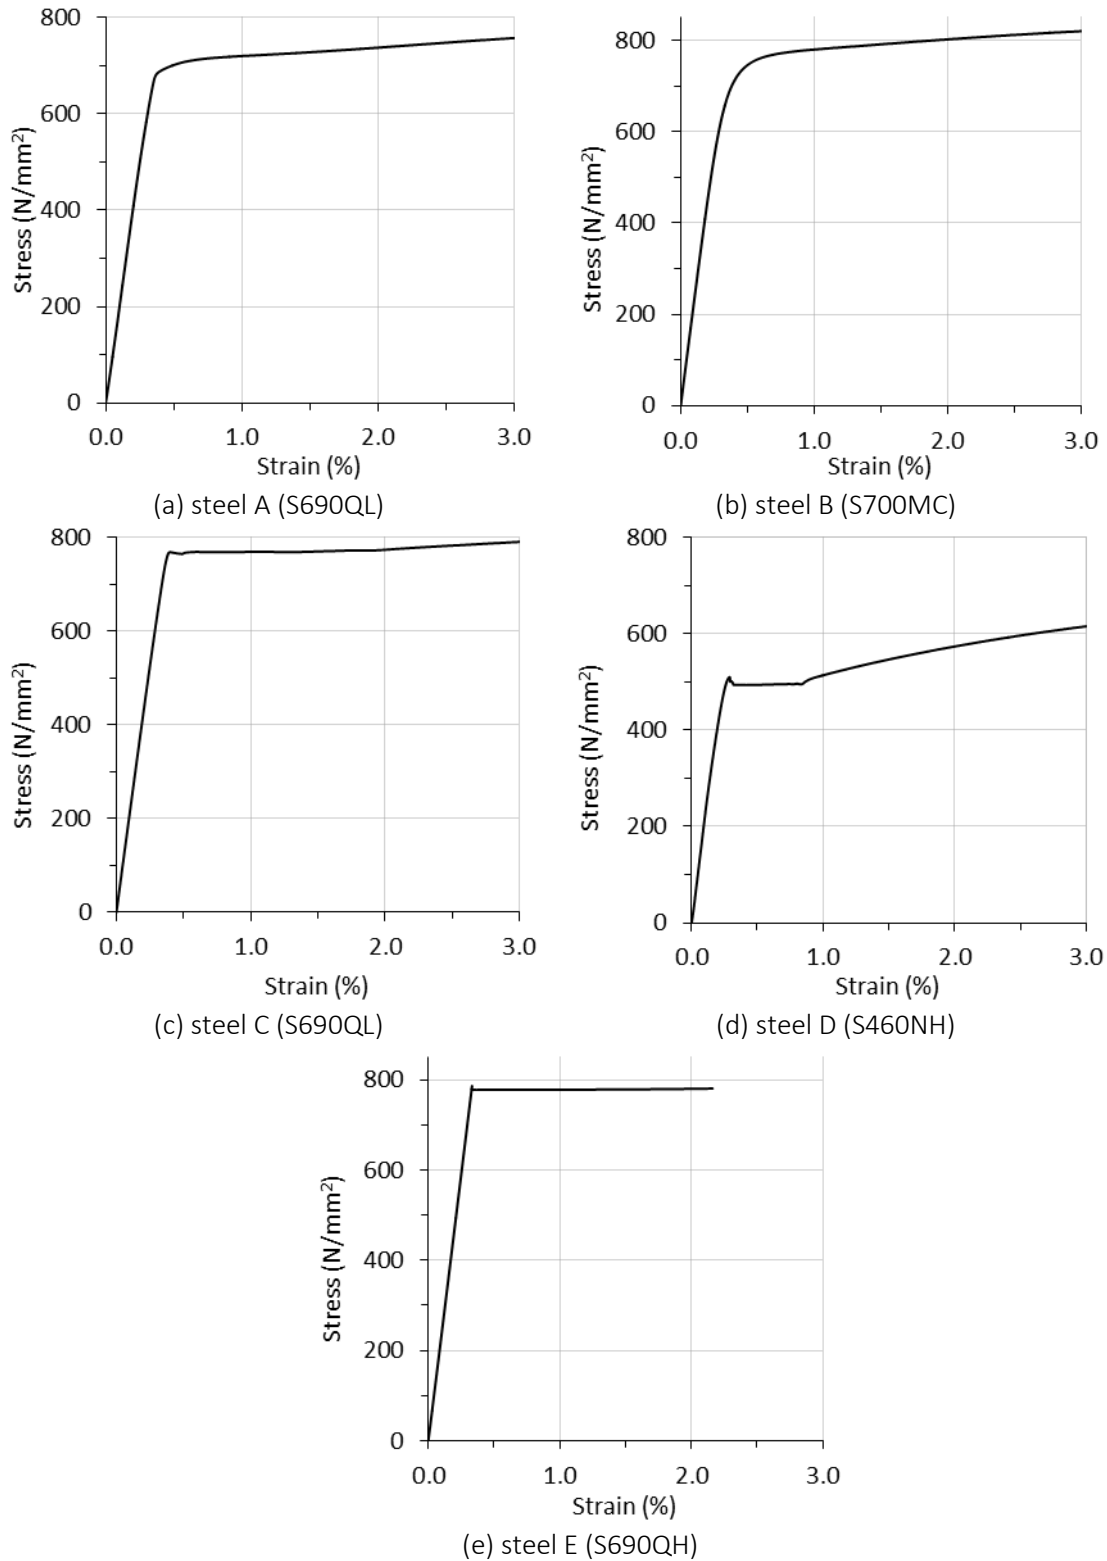 800
600
400
200
0
Stress (N/mm²)
0.0 1.0 2.0 3.0
Strain (%)
(a) steel A (S690QL)
800
600
400
200
0
Stress (N/mm²)
0.0 1.0 2.0 3.0
Strain (%)
(b) steel B (S700MC)
800
600
400
200
0
Stress (N/mm²)
0.0 1.0 2.0 3.0
Strain (%)
(c) steel C (S690QL)
800
600
400
200
0
Stress (N/mm²)
0.0 1.0 2.0 3.0
Strain (%)
(d) steel D (S460NH)
800
600
400
200
0
Stress (N/mm²)
0.0 1.0 2.0 3.0
Strain (%)
(e) steel E (S690QH)